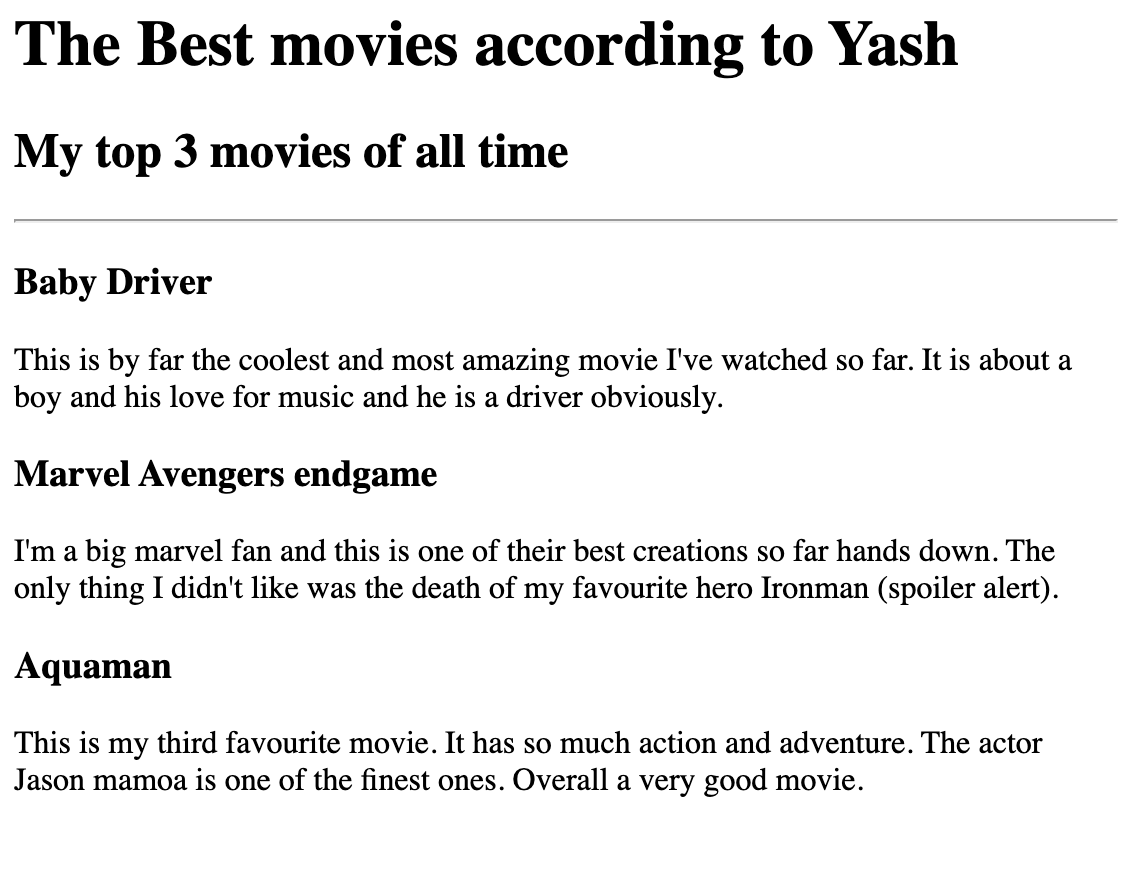 The Best movies according to Yash
My top 3 movies of all time
Baby Driver
This is by far the coolest and most amazing movie I've watched so far. It is about a
boy and his love for music and he is a driver obviously.
Marvel Avengers endgame
I'm a big marvel fan and this is one of their best creations so far hands down. The
only thing I didn't like was the death of my favourite hero Ironman (spoiler alert).
Aquaman
This is my third favourite movie. It has so much action and adventure. The actor
Jason mamoa is one of the finest ones. Overall a very good movie.